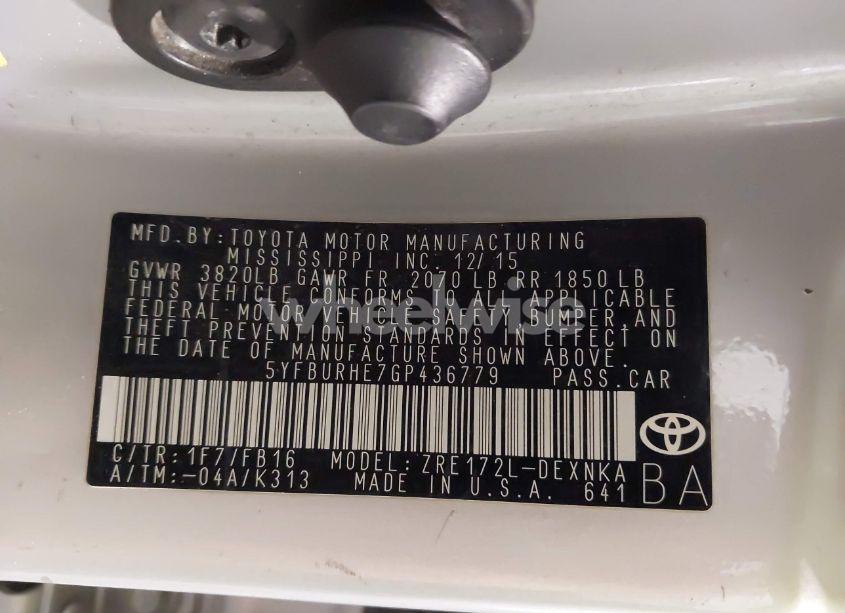 MFD. BY: TOYOTA MOTOR MANUFACTURING
MISSISSIPPI INC. 12/15
GVWR 3820LB GAWR FR 2070 LB RR 1850 LB
THIS VEHICLE CONFORMS TO ALL APPLICABLE
FEDERAL MOTOR VEHICLE SAFETY, BUMPER, AND
THEFT PREVENTION STANDARDS IN EFFECT ON
THE DATE OF MANUFACTURE SHOWN ABOVE.
5YFBURHE7GP436779 PASS. CAR
C/TR: 1F7/FB16 MODEL: ZRE172L-DEXNKA
A/TM:-04A/K313 MADE IN U.S.A. 641 BA
wheelwise